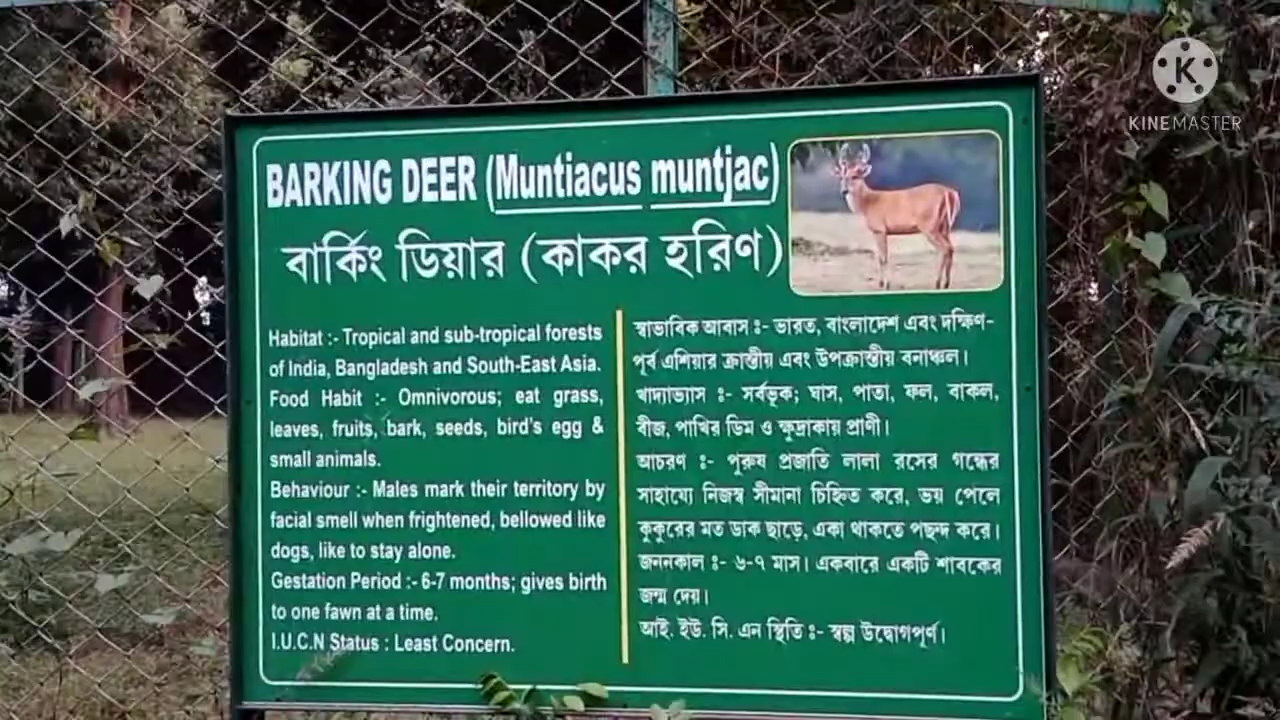 BARKING DEER (Muntiacus muntjac)
বার্কিং ডিয়ার (কাকর হরিণ)
Habitat :- Tropical and sub-tropical forests
of India, Bangladesh and South-East Asia.
Food Habit :- Omnivorous; eat grass,
leaves, fruits, bark, seeds, bird's egg &
small animals.
Behaviour :- Males mark their territory by
facial smell when frightened, bellowed like
dogs, like to stay alone.
Gestation Period :- 6-7 months; gives birth
to one fawn at a time.
I.U.C.N Status : Least Concern.
স্বাভাবিক আবাস ঃ- ভারত, বাংলাদেশ এবং দক্ষিণ-
পূর্ব এশিয়ার ক্রান্তীয় এবং উপক্রান্তীয় বনাঞ্চল।
খাদ্যাভ্যাস ঃ- সর্বভূক; ঘাস, পাতা, ফল, বাকল,
বীজ, পাখির ডিম ও ক্ষুদ্রাকায় প্রাণী।
আচরণ ঃ- পুরুষ প্রজাতি লালা রসের গন্ধের
সাহায্যে নিজস্ব সীমানা চিহ্নিত করে, ভয় পেলে
কুকুরের মত ডাক ছাড়ে, একা থাকতে পছন্দ করে।
জননকাল ঃ- ৬-৭ মাস। একবারে একটি শাবকের
জন্ম দেয়।
আই. ইউ. সি. এন স্থিতি ঃ- স্বল্প উদ্বোগপূর্ণ।
K
KINEMASTER